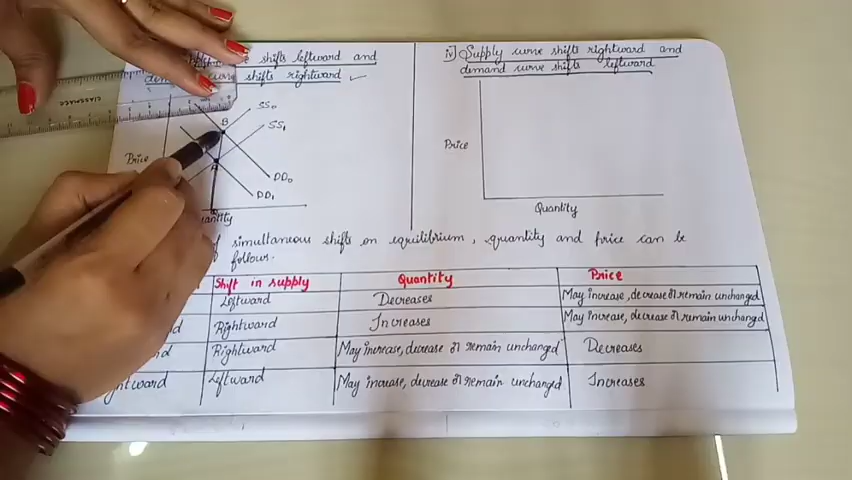 shifts leftward and
shifts rightward
iv) Supply curve shifts rightward and
demand curve shifts leftward
CLASSMATE
B
SS₀
SS₁
Price
A
DD₀
DD₁
Price
Quantity
of simultaneous shifts on equilibrium, quantity and price can be
follows.
Shift in supply Quantity Price
Leftward Decreases May increase, decrease or remain unchanged
Rightward Increases May increase, decrease or remain unchanged
Rightward May increase, decrease or remain unchanged Decreases
Leftward May increase, decrease or remain unchanged Increases